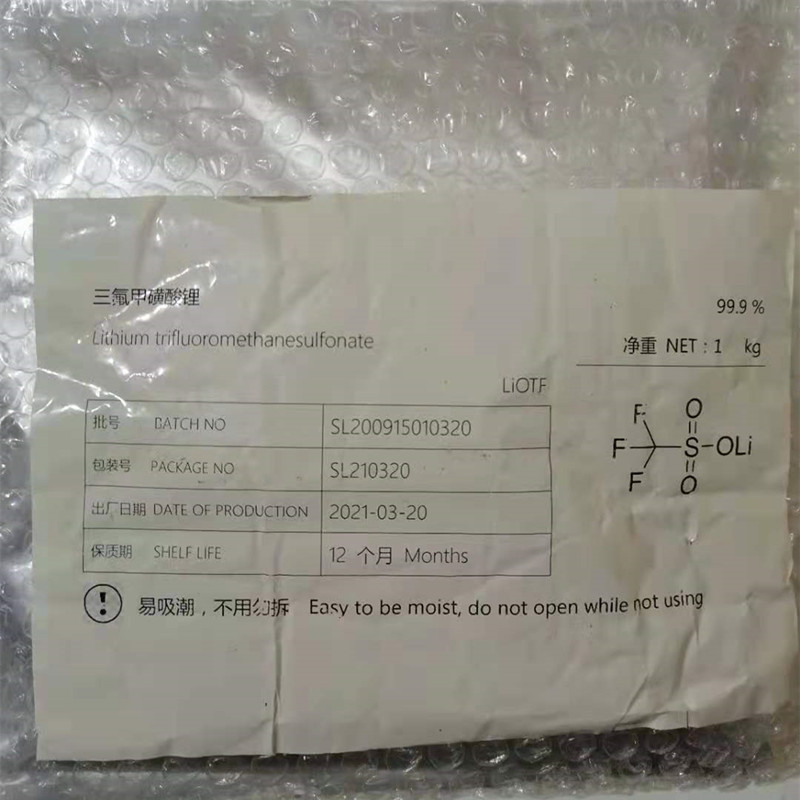 三氟甲磺酸锂
99.9 %
Lithium trifluoromethanesulfonate
净重 NET : 1 kg
LiOTF
批号 BATCH NO SL200915010320
包装号 PACKAGE NO SL210320
出厂日期 DATE OF PRODUCTION 2021-03-20
保质期 SHELF LIFE 12 个月 Months
F O
F S-OLi
F O
! 易吸潮，不用勿拆 Easy to be moist, do not open while not using